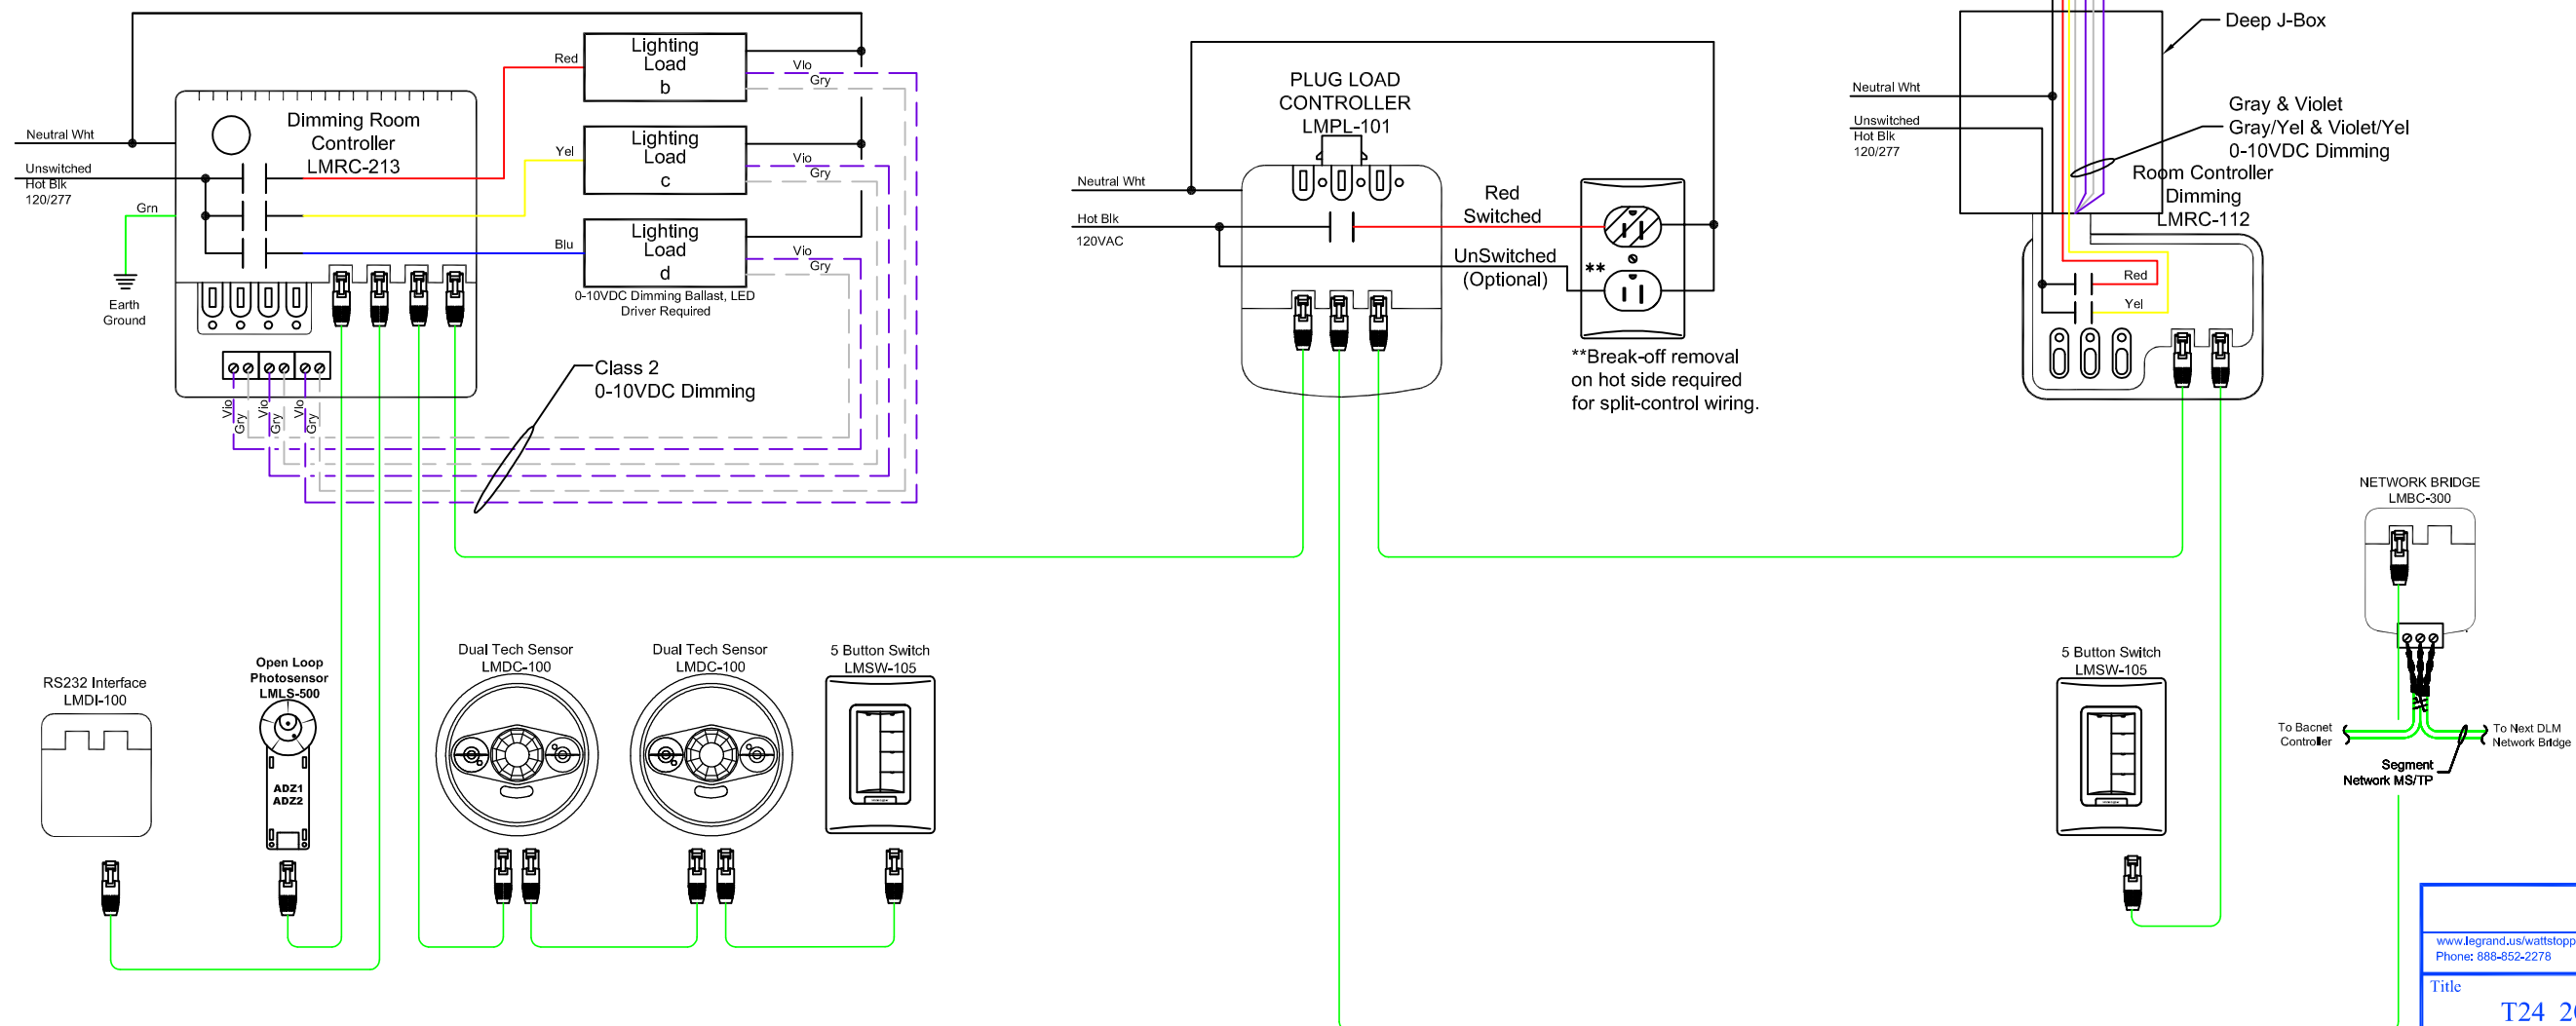 Neutral Wht
Unswitched
Hot Blk
120/277
Grn
Earth
Ground
Dimming Room
Controller
LMRC-213
Red
Yel
Blu
Lighting
Load
b
Lighting
Load
c
Lighting
Load
d
Vio
Gry
Vio
Gry
Vio
Gry
0-10VDC Dimming Ballast, LED
Driver Required
Vio
Gry
Vio
Gry
Vio
Gry
Class 2
0-10VDC Dimming
PLUG LOAD
CONTROLLER
LMPL-101
Neutral Wht
Hot Blk
120VAC
Red
Switched
UnSwitched
(Optional)
**
**Break-off removal
on hot side required
for split-control wiring.
Deep J-Box
Neutral Wht
Unswitched
Hot Blk
120/277
Gray & Violet
Gray/Yel & Violet/Yel
0-10VDC Dimming
Room Controller
Dimming
LMRC-112
Red
Yel
NETWORK BRIDGE
LMBC-300
To Bacnet
Controller
To Next DLM
Network Bridge
Segment
Network MS/TP
RS232 Interface
LMDI-100
Open Loop
Photosensor
LMLS-500
ADZ1
ADZ2
Dual Tech Sensor
LMDC-100
Dual Tech Sensor
LMDC-100
5 Button Switch
LMSW-105
5 Button Switch
LMSW-105
www.legrand.us/wattstopp
Phone: 888-852-2278
Title
T24 20